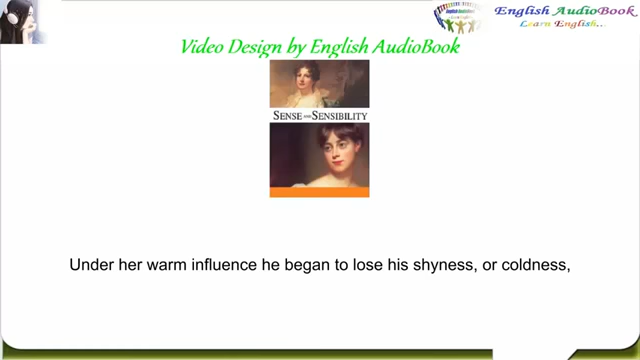 English AudioBook
Learn English...
Video Design by English AudioBook
SENSE AND SENSIBILITY
Under her warm influence he began to lose his shyness, or coldness,